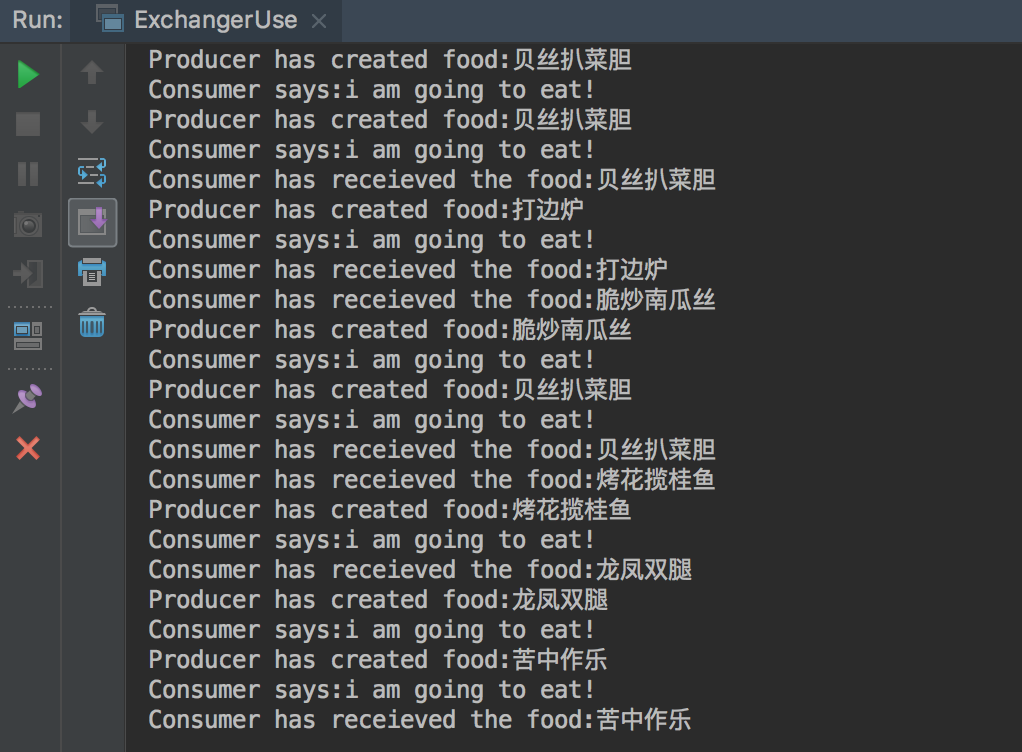 Run: ExchangerUse
Producer has created food:贝丝扒菜胆
Consumer says:i am going to eat!
Producer has created food:贝丝扒菜胆
Consumer says:i am going to eat!
Consumer has receieved the food:贝丝扒菜胆
Producer has created food:打边炉
Consumer says:i am going to eat!
Consumer has receieved the food:打边炉
Consumer has receieved the food:脆炒南瓜丝
Producer has created food:脆炒南瓜丝
Consumer says:i am going to eat!
Producer has created food:贝丝扒菜胆
Consumer says:i am going to eat!
Consumer has receieved the food:贝丝扒菜胆
Consumer has receieved the food:烤花揽桂鱼
Producer has created food:烤花揽桂鱼
Consumer says:i am going to eat!
Consumer has receieved the food:龙凤双腿
Producer has created food:龙凤双腿
Consumer says:i am going to eat!
Producer has created food:苦中作乐
Consumer says:i am going to eat!
Consumer has receieved the food:苦中作乐